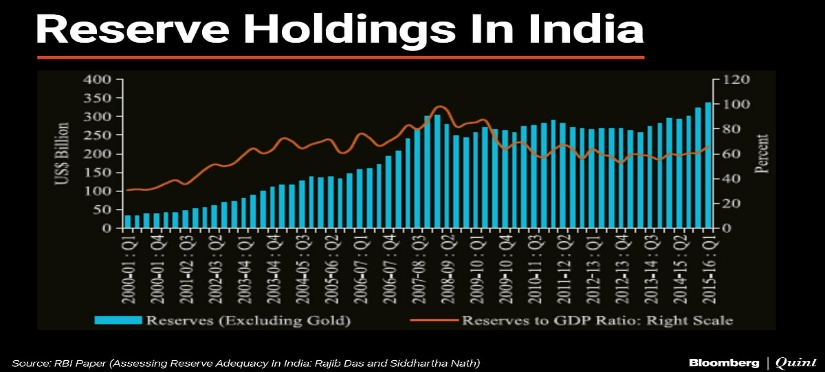 Reserve Holdings In India
400
350
300
250
200
150
100
50
0
US$ Billion
120
100
80
60
40
20
0
Percent
2000-01 : Q1
2000-01 : Q4
2001-02 : Q3
2002-03 : Q2
2003-04 : Q1
2003-04 : Q4
2004-05 : Q3
2005-06 : Q2
2006-07 : Q1
2006-07 : Q4
2007-08 : Q3
2008-09 : Q2
2009-10 : Q1
2009-10 : Q4
2010-11 : Q3
2011-12 : Q2
2012-13 : Q1
2012-13 : Q4
2013-14 : Q3
2014-15 : Q2
2015-16 : Q1
Reserves (Excluding Gold)
Reserves to GDP Ratio: Right Scale
Source: RBI Paper (Assessing Reserve Adequacy In India: Rajib Das and Siddhartha Nath)
Bloomberg | Quint